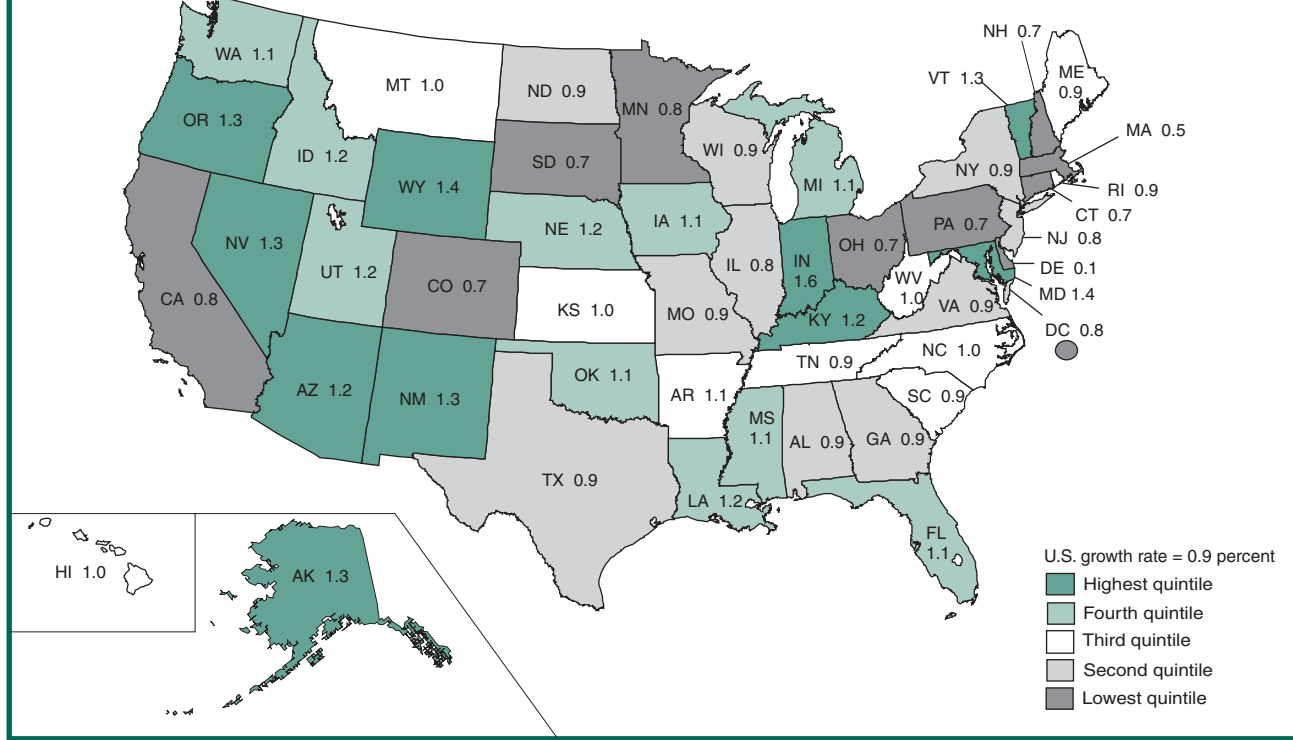 NH 0.7
WA 1.1
ME
0.9
VT 1.3
MT 1.0
ND 0.9
MN 0.8
OR 1.3
MA 0.5
WI 0.9
ID 1.2
SD 0.7
NY 0.9
WY 1.4
MI 1.1
RI 0.9
CT 0.7
IA 1.1
NE 1.2
PA 0.7
NJ 0.8
NV 1.3
OH 0.7
IN
1.6
IL 0.8
UT 1.2
DE 0.1
WV
1.0
CO 0.7
MD 1.4
CA 0.8
VA 0.9
KS 1.0
MO 0.9
KY 1.2
DC 0.8
NC 1.0
TN 0.9
OK 1.1
AZ 1.2
NM 1.3
AR 1.1
SC 0.9
MS
1.1
AL 0.9
GA 0.9
TX 0.9
LA 1.2
FL
1.1
HI 1.0
AK 1.3
U.S. growth rate = 0.9 percent
Highest quintile
Fourth quintile
Third quintile
Second quintile
Lowest quintile